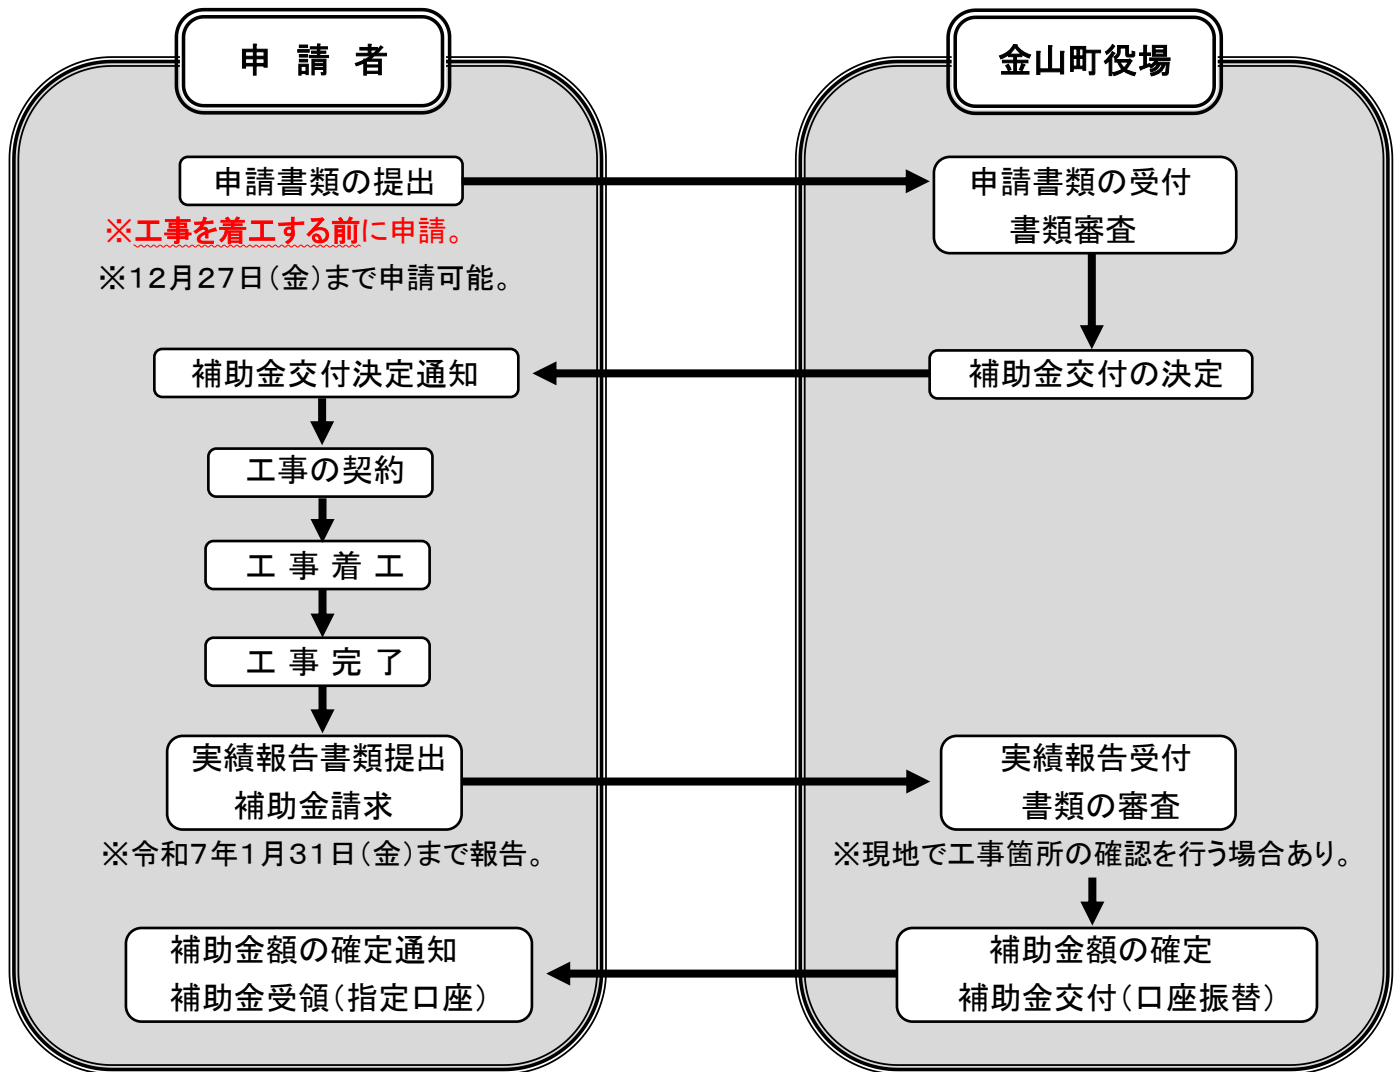 申 請 者
金山町役場
申請書類の提出
※工事を着工する前に申請。
※12月27日(金)まで申請可能。
申請書類の受付
書類審査
補助金交付決定通知
補助金交付の決定
工事の契約
工 事 着 工
工 事 完 了
実績報告書類提出
補助金請求
※令和7年1月31日(金)まで報告。
実績報告受付
書類の審査
※現地で工事箇所の確認を行う場合あり。
補助金額の確定通知
補助金受領(指定口座)
補助金額の確定
補助金交付(口座振替)